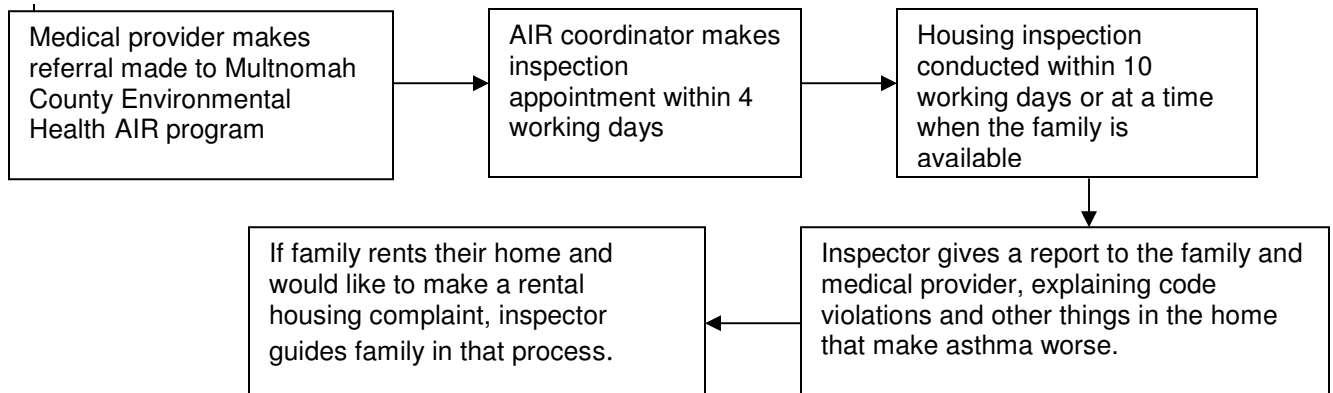 Medical provider makes
referral made to Multnomah
County Environmental
Health AIR program
AIR coordinator makes
inspection
appointment within 4
working days
Housing inspection
conducted within 10
working days or at a time
when the family is
available
Inspector gives a report to the family and
medical provider, explaining code
violations and other things in the home
that make asthma worse.
If family rents their home and
would like to make a rental
housing complaint, inspector
guides family in that process.